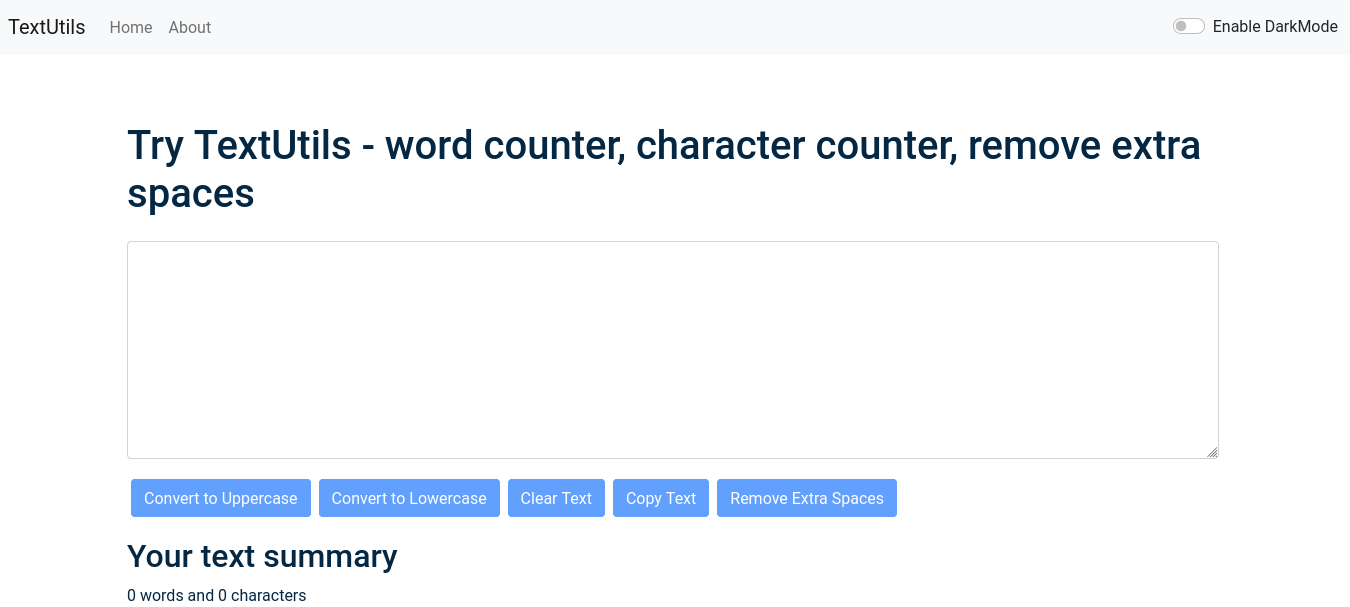 TextUtils Home About Enable DarkMode
Try TextUtils - word counter, character counter, remove extra
spaces
Convert to Uppercase Convert to Lowercase Clear Text Copy Text Remove Extra Spaces
Your text summary
0 words and 0 characters